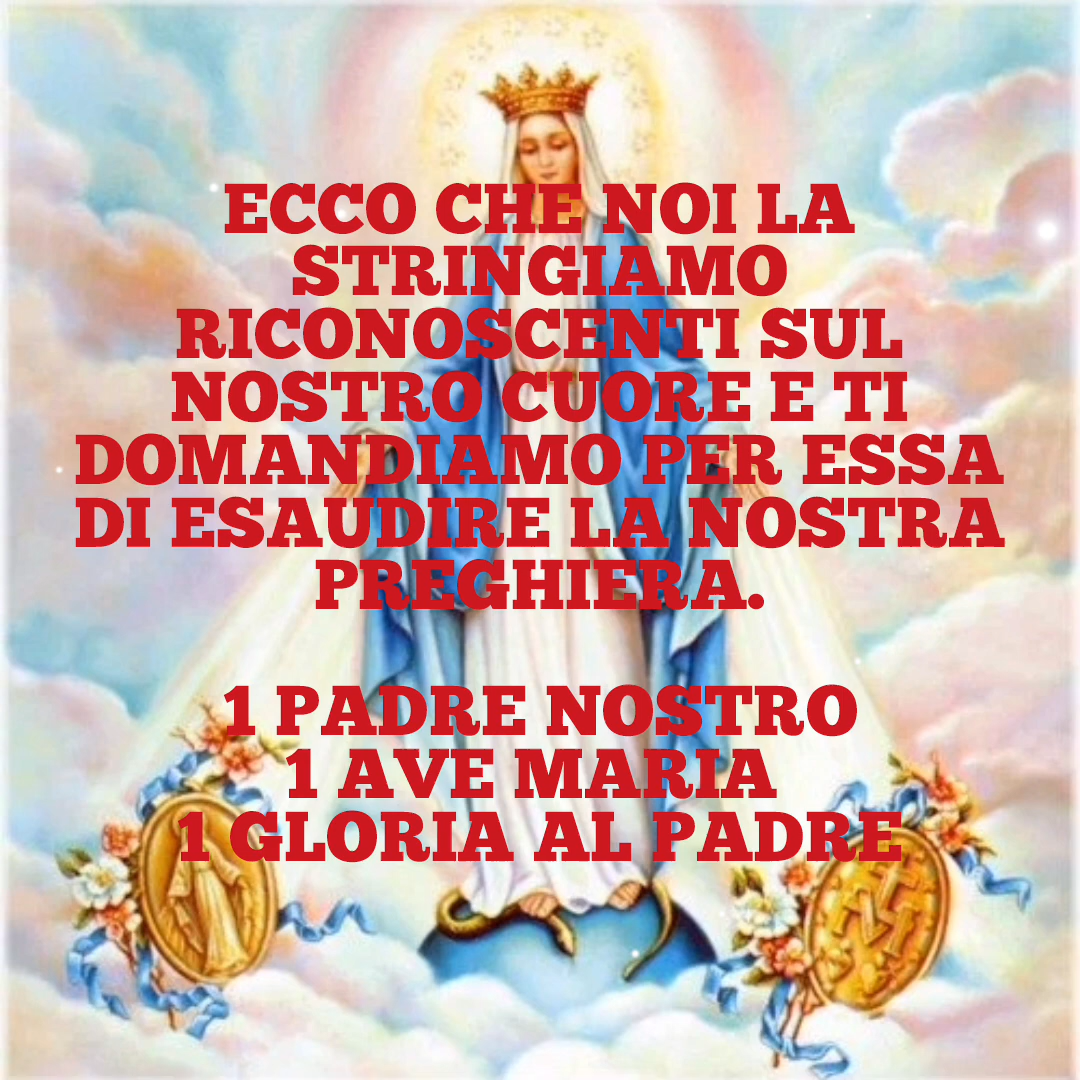 ECCO CHE NOI LA
STRINGIAMO
RICONOSCENTI SUL
NOSTRO CUORE E TI
DOMANDIAMO PER ESSA
DI ESAUDIRE LA NOSTRA
PREGHIERA.
1 PADRE NOSTRO
1 AVE MARIA
1 GLORIA AL PADRE